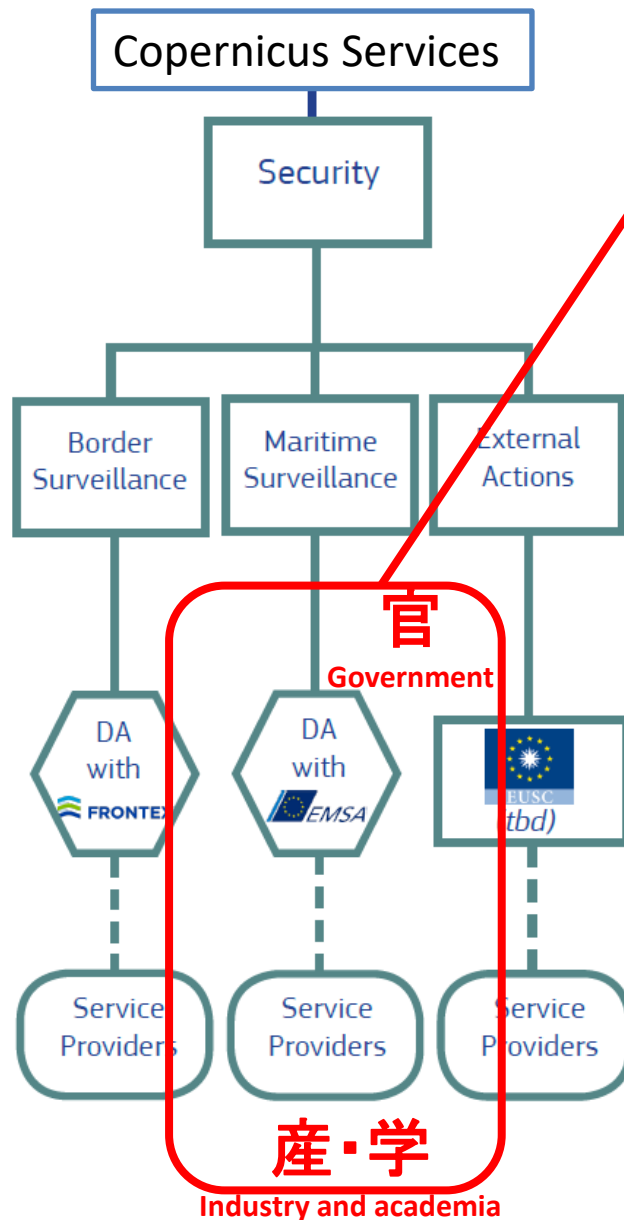 Copernicus Services
Security
Border
Surveillance
Maritime
Surveillance
External
Actions
官
Government
DA
with
FRONTEX
DA
with
EMSA
EUSC
(tbd)
Service
Providers
Service
Providers
Service
Providers
産・学
Industry and academia